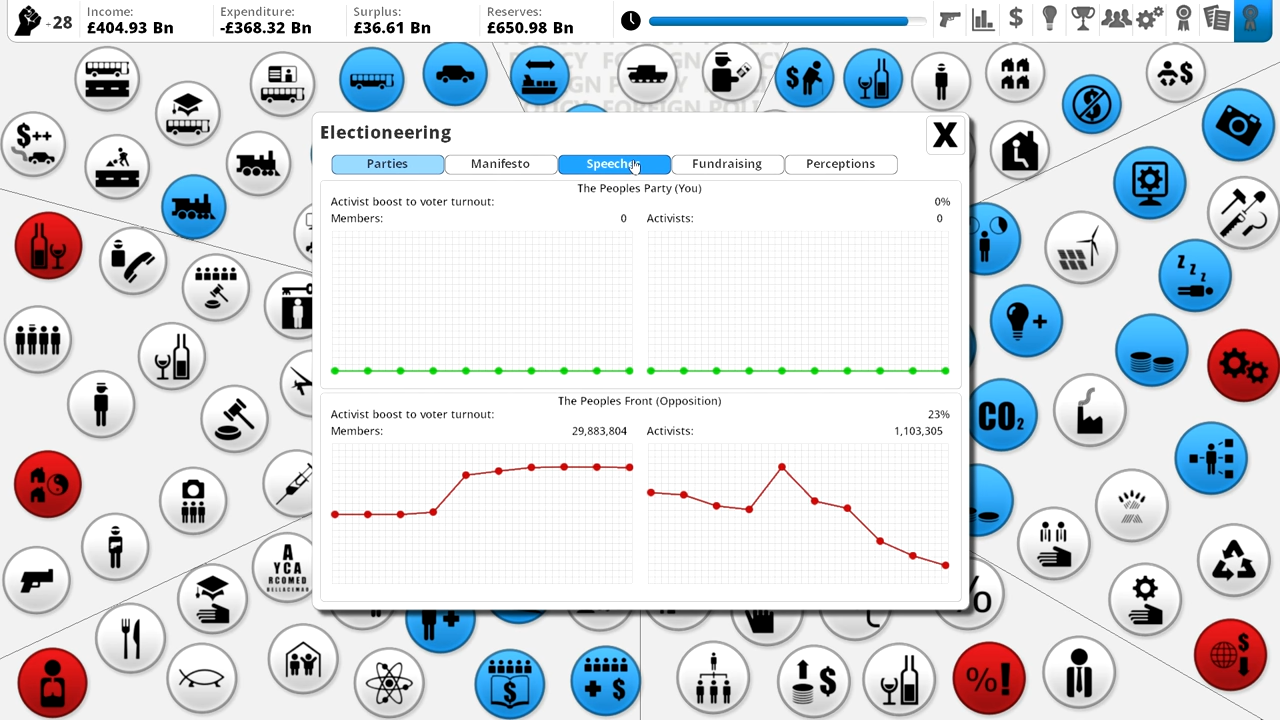 +28
Income:
£404.93 Bn
Expenditure:
-£368.32 Bn
Surplus:
£36.61 Bn
Reserves:
£650.98 Bn
FOREIGN POLICY
$++
Electioneering
X
Parties
Manifesto
Speeches
Fundraising
Perceptions
The Peoples Party (You)
Activist boost to voter turnout:
0%
Members:
0
Activists:
0
The Peoples Front (Opposition)
Activist boost to voter turnout:
23%
Members:
29,883,804
Activists:
1,103,305
CO2
A
YCA
RCOMED
%
%!